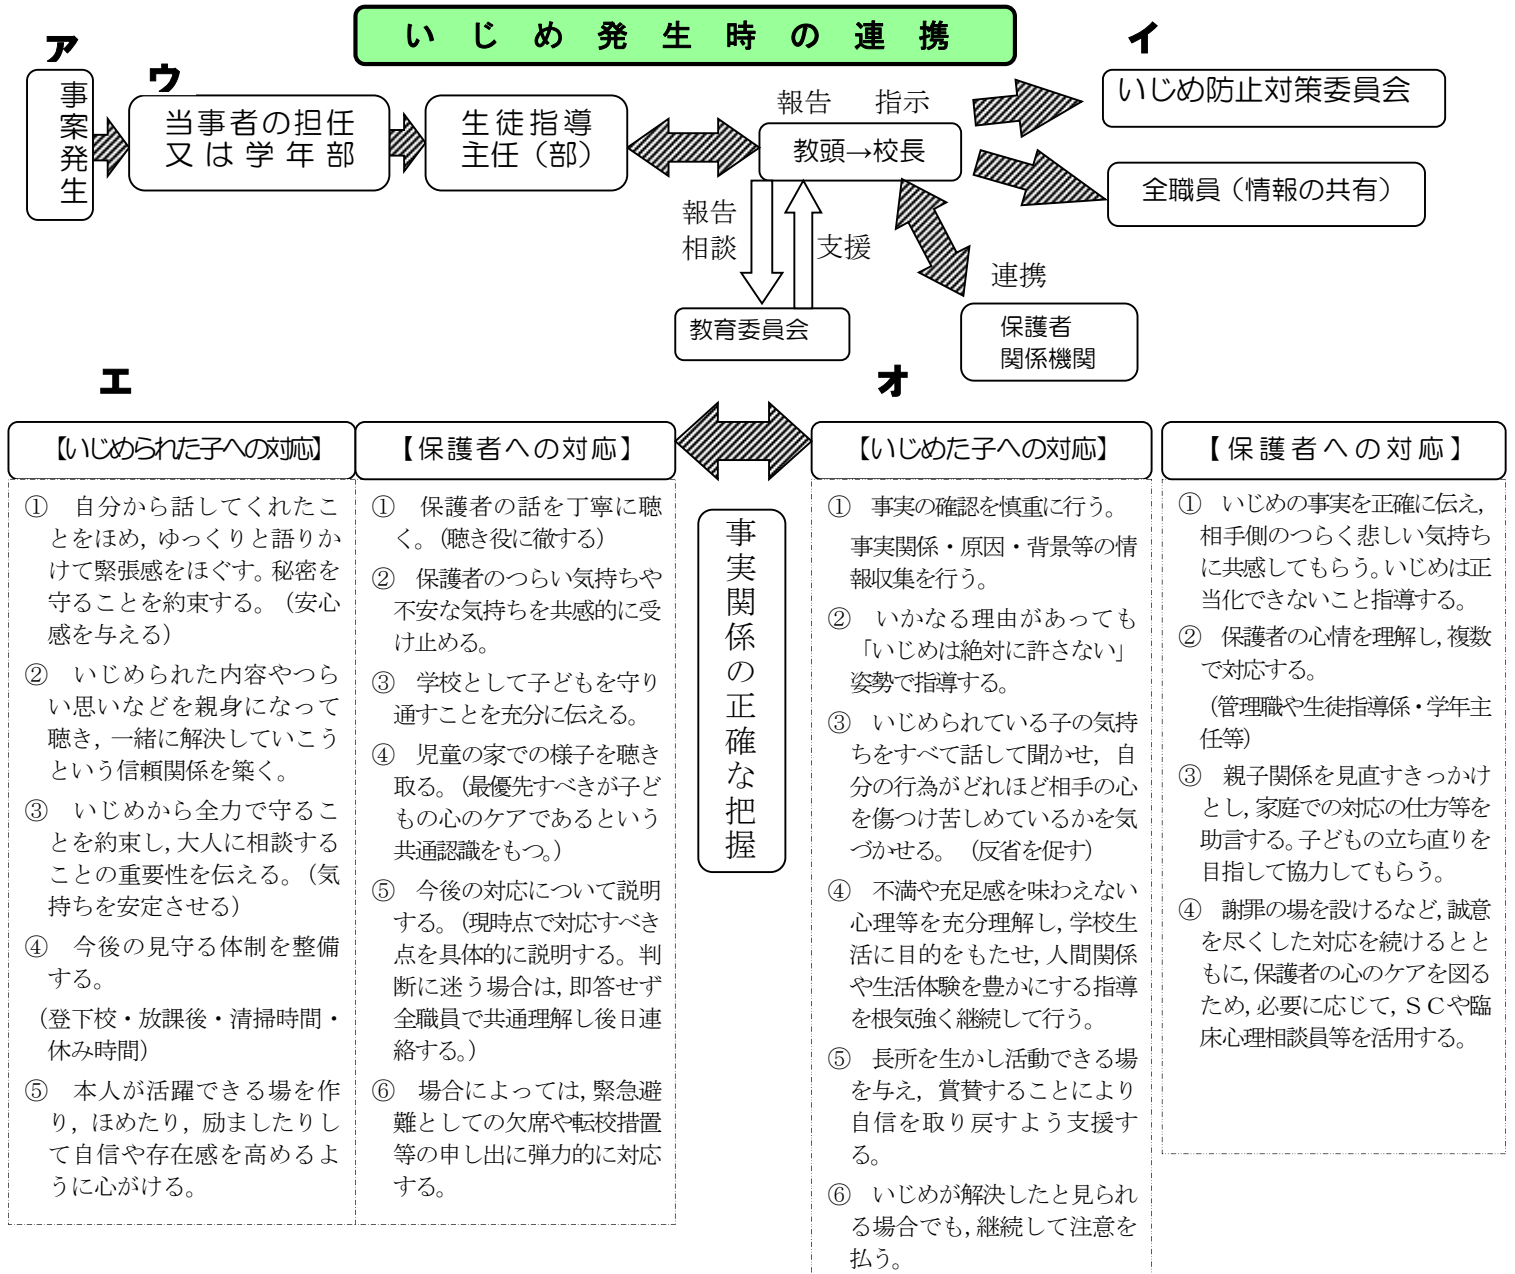 いじめ発生時の連携
ア
イ
ウ
事案発生
当事者の担任
又は学年部
生徒指導
主任（部）
報告　指示
教頭→校長
いじめ防止対策委員会
全職員（情報の共有）
報告
相談
支援
連携
教育委員会
保護者
関係機関
エ
オ
【いじめられた子への対応】
①　自分から話してくれたこ
とをほめ，ゆっくりと語りか
けて緊張感をほぐす。秘密を
守ることを約束する。（安心
感を与える）
②　いじめられた内容やつら
い思いなどを親身になって
聴き，一緒に解決していこう
という信頼関係を築く。
③　いじめから全力で守るこ
とを約束し，大人に相談する
ことの重要性を伝える。（気
持ちを安定させる）
④　今後の見守る体制を整備
する。
（登下校・放課後・清掃時間・
休み時間）
⑤　本人が活躍できる場を作
り，ほめたり，励ましたりし
て自信や存在感を高めるよ
うに心がける。
【保護者への対応】
①　保護者の話を丁寧に聴
く。（聴き役に徹する）
②　保護者のつらい気持ちや
不安な気持ちを共感的に受
け止める。
③　学校として子どもを守り
通すことを充分に伝える。
④　児童の家での様子を聴き
取る。（最優先すべきが子ど
もの心のケアであるという
共通認識をもつ。）
⑤　今後の対応について説明
する。（現時点で対応すべき
点を具体的に説明する。判
断に迷う場合は，即答せず
全職員で共通理解し後日連
絡する。）
⑥　場合によっては，緊急避
難としての欠席や転校措置
等の申し出に弾力的に対応
する。
事実関係の正確な把握
【いじめた子への対応】
①　事実の確認を慎重に行う。
事実関係・原因・背景等の情
報収集を行う。
②　いかなる理由があっても
「いじめは絶対に許さない」
姿勢で指導する。
③　いじめられている子の気持
ちをすべて話して聞かせ，自
分の行為がどれほど相手の心
を傷つけ苦しめているかを気
づかせる。（反省を促す）
④　不満や充足感を味わえない
心理等を充分理解し，学校生
活に目的をもたせ，人間関係
や生活体験を豊かにする指導
を根気強く継続して行う。
⑤　長所を生かし活動できる場
を与え，賞賛することにより
自信を取り戻すよう支援す
る。
⑥　いじめが解決したと見られ
る場合でも，継続して注意を
払う。
【保護者への対応】
①　いじめの事実を正確に伝え，
相手側のつらく悲しい気持ち
に共感してもらう。いじめは正
当化できないこと指導する。
②　保護者の心情を理解し，複数
で対応する。
（管理職や生徒指導係・学年主
任等）
③　親子関係を見直すきっかけ
とし，家庭での対応の仕方等を
助言する。子どもの立ち直りを
目指して協力してもらう。
④　謝罪の場を設けるなど，誠意
を尽くした対応を続けるとと
もに，保護者の心のケアを図る
ため，必要に応じて，ＳＣや臨
床心理相談員等を活用する。